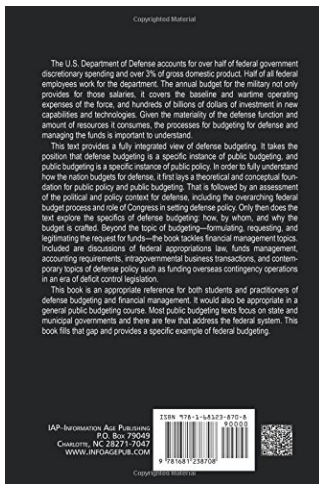 Copyrighted Material
The U.S. Department of Defense accounts for over half of federal government
discretionary spending and over 3% of gross domestic product. Half of all federal
employees work for the department. The annual budget for the military not only
provides for those salaries, it covers the baseline and wartime operating
expenses of the force, and hundreds of billions of dollars of investment in new
capabilities and technologies. Given the materiality of the defense function and
amount of resources it consumes, the processes for budgeting for defense and
managing the funds is important to understand.
This text provides a fully integrated view of defense budgeting. It takes the
position that defense budgeting is a specific instance of public budgeting, and
public budgeting is a specific instance of public policy. In order to fully understand
how the nation budgets for defense, it first lays a theoretical and conceptual foun-
dation for public policy and public budgeting. That is followed by an assessment
of the political and policy context for defense, including the overarching federal
budget process and role of Congress in setting defense policy. Only then does the
text explore the specifics of defense budgeting: how, by whom, and why the
budget is crafted. Beyond the topic of budgeting—formulating, requesting, and
legitimating the request for funds—the book tackles financial management topics.
Included are discussions of federal appropriations law, funds management,
accounting requirements, intragovernmental business transactions, and contem-
porary topics of defense policy such as funding overseas contingency operations
in an era of deficit control legislation.
This book is an appropriate reference for both students and practitioners of
defense budgeting and financial management. It would also be appropriate in a
general public budgeting course. Most public budgeting texts focus on state and
municipal governments and there are few that address the federal system. This
book fills that gap and provides a specific example of federal budgeting.
IAP–Information Age Publishing
P.O. Box 79049
Charlotte, NC 28271-7047
www.infoagepub.com
ISBN 978-1-68123-870-8
90000
9 781681 238708
Copyrighted Material